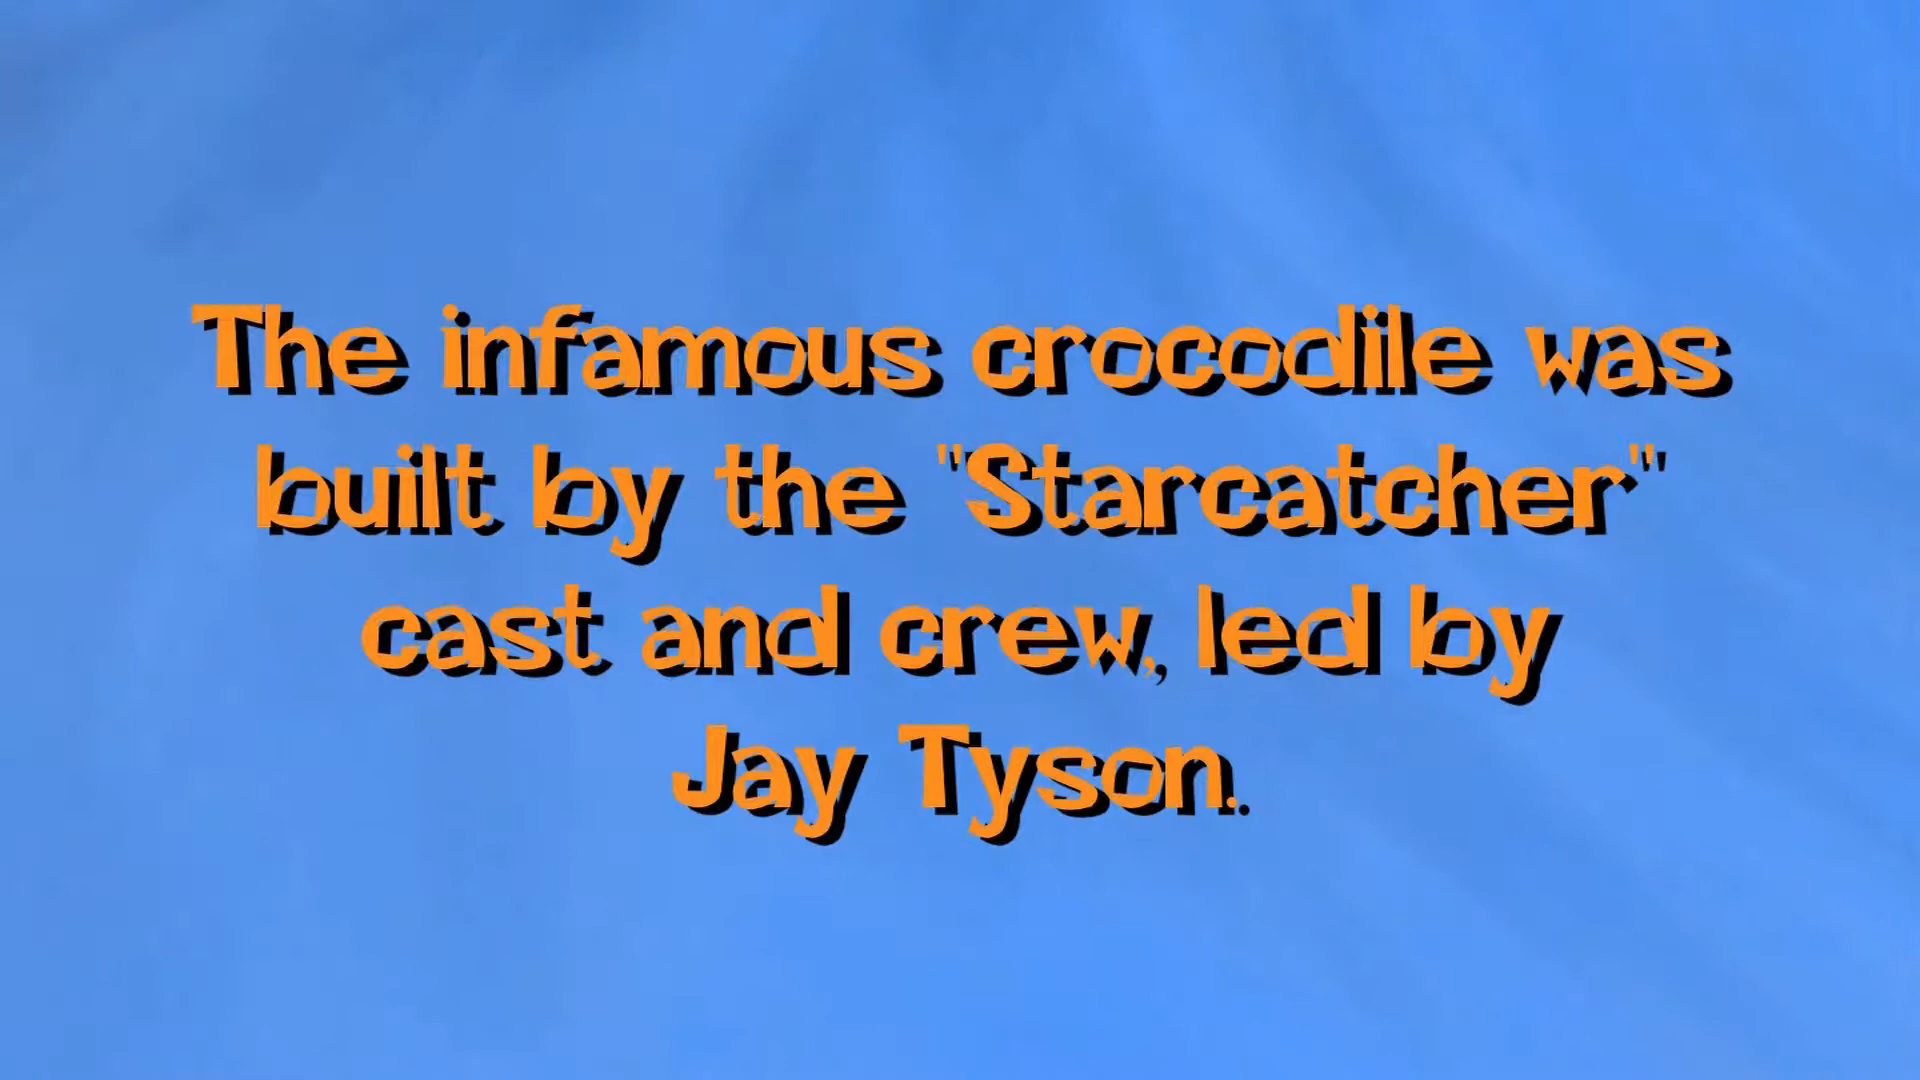 The infamous crocodile was
built by the "Starcatcher"
cast and crew, led by
Jay Tyson.